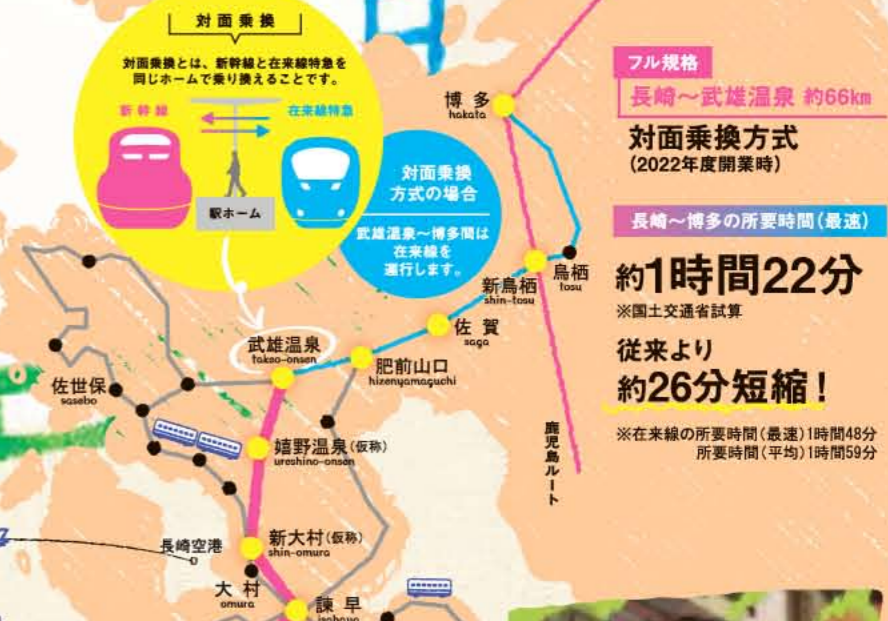 対面乗換
対面乗換とは、新幹線と在来線特急を
同じホームで乗り換えることです。
新幹線
在来線特急
駅ホーム
対面乗換
方式の場合
武雄温泉〜博多間は
在来線を
運行します。
博多
hakata
新鳥栖
shin-tosu
鳥栖
tosu
佐賀
saga
武雄温泉
takeo-onsen
肥前山口
hizenyamaguchi
佐世保
sasebo
嬉野温泉(仮称)
ureshino-onsen
鹿児島ルート
長崎空港
新大村(仮称)
shin-omura
大村
omura
諫早
フル規格
長崎〜武雄温泉 約66km
対面乗換方式
(2022年度開業時)
長崎〜博多の所要時間(最速)
約1時間22分
※国土交通省試算
従来より
約26分短縮!
※在来線の所要時間(最速)1時間48分
所要時間(平均)1時間59分